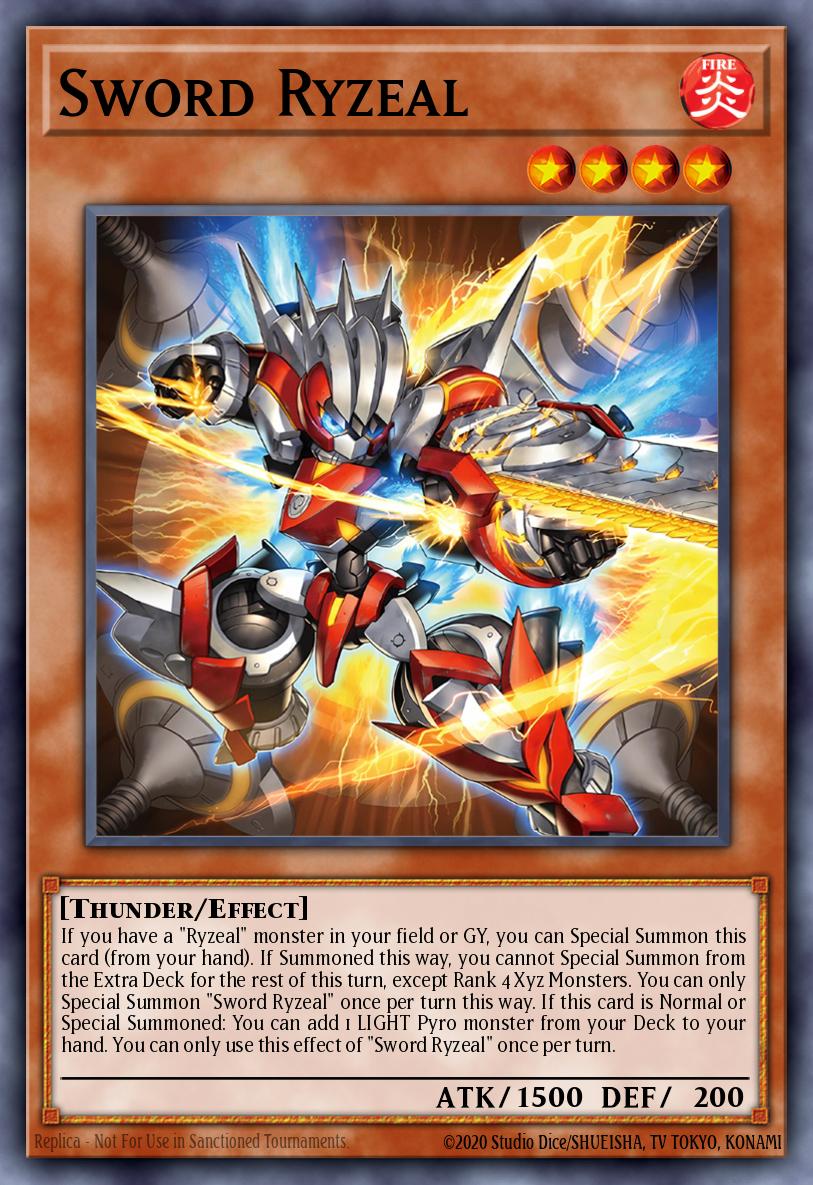 Sword Ryzeal
FIRE
炎
[Thunder/Effect]
If you have a "Ryzeal" monster in your field or GY, you can Special Summon this
card (from your hand). If Summoned this way, you cannot Special Summon from
the Extra Deck for the rest of this turn, except Rank 4 Xyz Monsters. You can only
Special Summon "Sword Ryzeal" once per turn this way. If this card is Normal or
Special Summoned: You can add 1 LIGHT Pyro monster from your Deck to your
hand. You can only use this effect of "Sword Ryzeal" once per turn.
ATK/1500 DEF/ 200
Replica - Not For Use in Sanctioned Tournaments. ©2020 Studio Dice/SHUEISHA, TV TOKYO, KONAMI